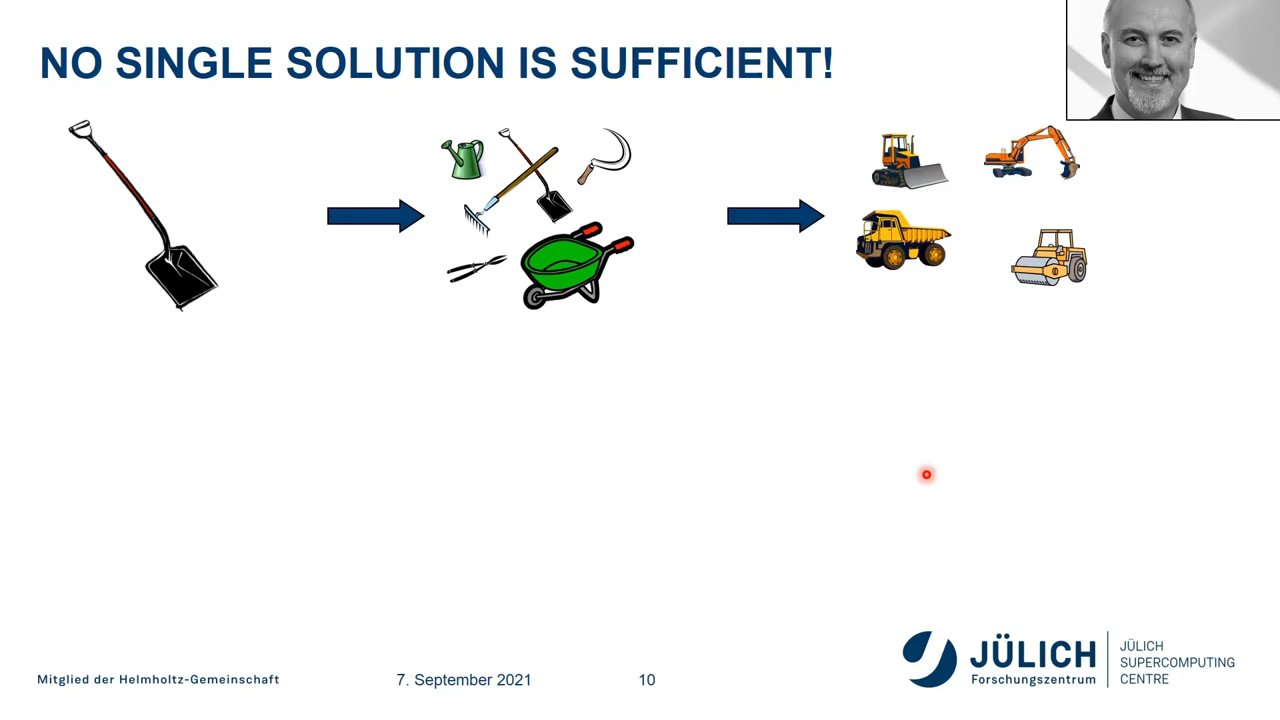 NO SINGLE SOLUTION IS SUFFICIENT!
Mitglied der Helmholtz-Gemeinschaft
7. September 2021
10
JÜLICH
Forschungszentrum
JÜLICH
SUPERCOMPUTING
CENTRE